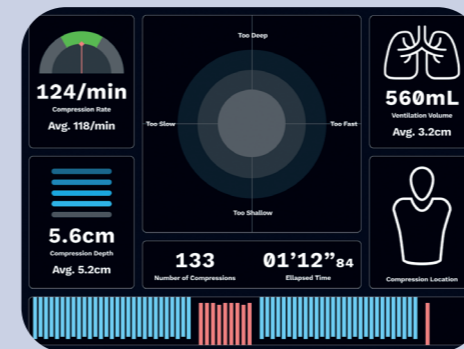 124/min
Compression Rate
Avg. 118/min
Too Deep
Too Slow
Too Fast
Too Shallow
560mL
Ventilation Volume
Avg. 3.2cm
5.6cm
Compression Depth
Avg. 5.2cm
133
Number of Compressions
01'12"84
Ellapsed Time
Compression Location